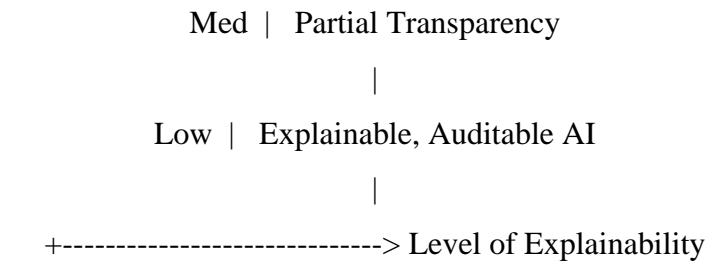 Med | Partial Transparency
|
Low | Explainable, Auditable AI
|
+------------------------------> Level of Explainability